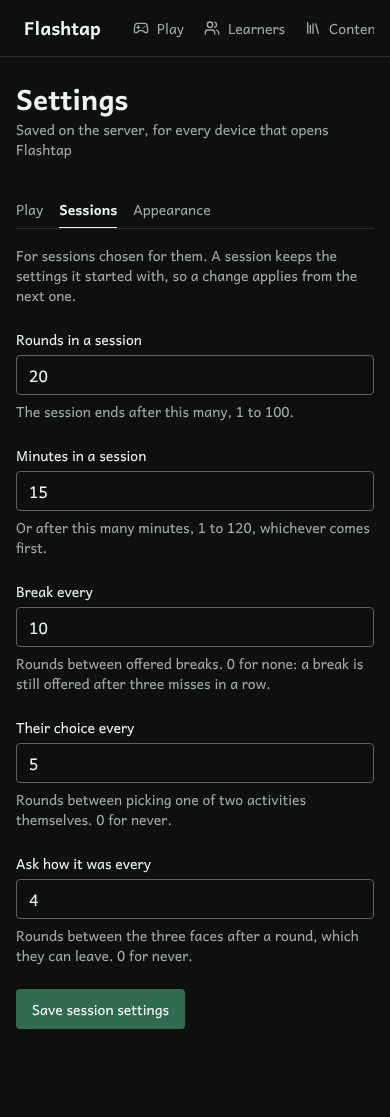 Flashtap Play Learners Conten
Settings
Saved on the server, for every device that opens
Flashtap
Play Sessions Appearance
For sessions chosen for them. A session keeps the
settings it started with, so a change applies from the
next one.
Rounds in a session
20
The session ends after this many, 1 to 100.
Minutes in a session
15
Or after this many minutes, 1 to 120, whichever comes
first.
Break every
10
Rounds between offered breaks. 0 for none: a break is
still offered after three misses in a row.
Their choice every
5
Rounds between picking one of two activities
themselves. 0 for never.
Ask how it was every
4
Rounds between the three faces after a round, which
they can leave. 0 for never.
Save session settings